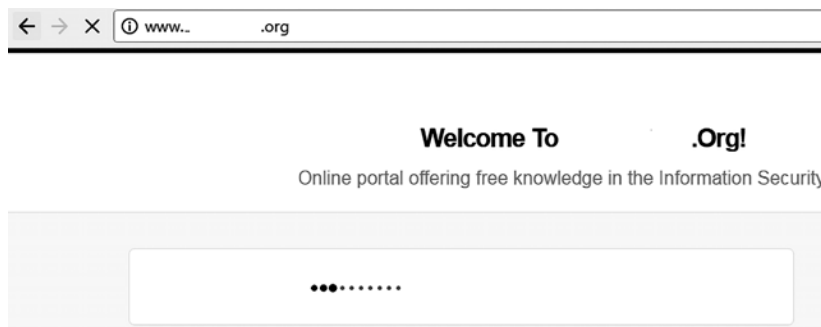 www.. .org
Welcome To .Org!
Online portal offering free knowledge in the Information Security